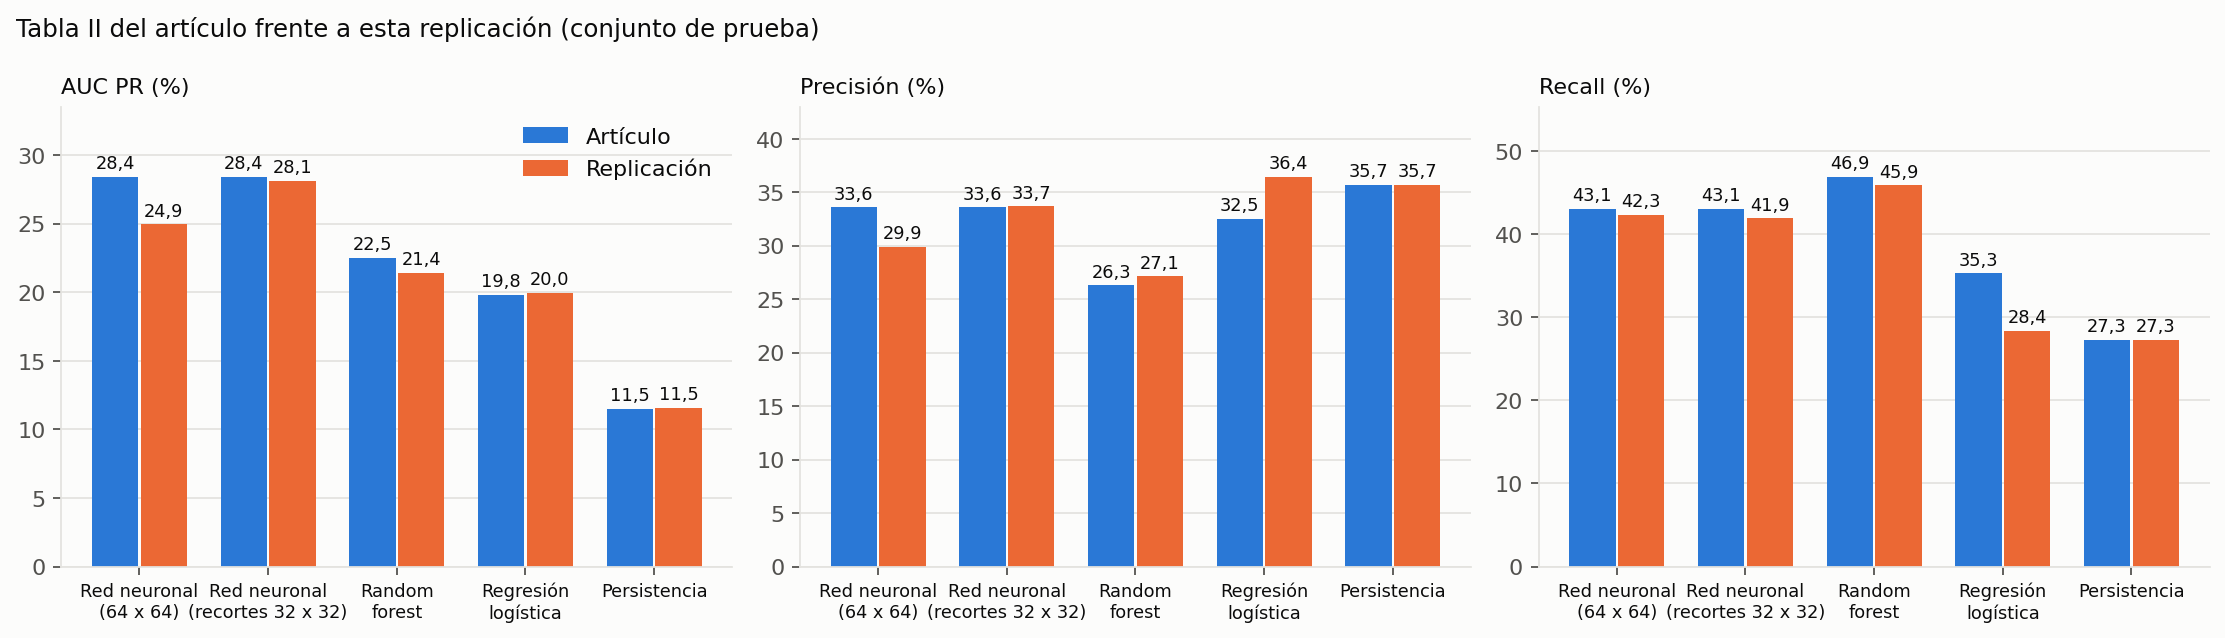 Tabla II del artículo frente a esta replicación (conjunto de prueba)
AUC PR (%)
Artículo
Replicación
30
25
20
15
10
5
0
28,4
24,9
28,4
28,1
22,5
21,4
19,8
20,0
11,5
11,5
Red neuronal
(64 x 64)
Red neuronal
(recortes 32 x 32)
Random
forest
Regresión
logística
Persistencia
Precisión (%)
40
35
30
25
20
15
10
5
0
33,6
29,9
33,6
33,7
26,3
27,1
32,5
36,4
35,7
35,7
Red neuronal
(64 x 64)
Red neuronal
(recortes 32 x 32)
Random
forest
Regresión
logística
Persistencia
Recall (%)
50
40
30
20
10
0
43,1
42,3
43,1
41,9
46,9
45,9
35,3
28,4
27,3
27,3
Red neuronal
(64 x 64)
Red neuronal
(recortes 32 x 32)
Random
forest
Regresión
logística
Persistencia